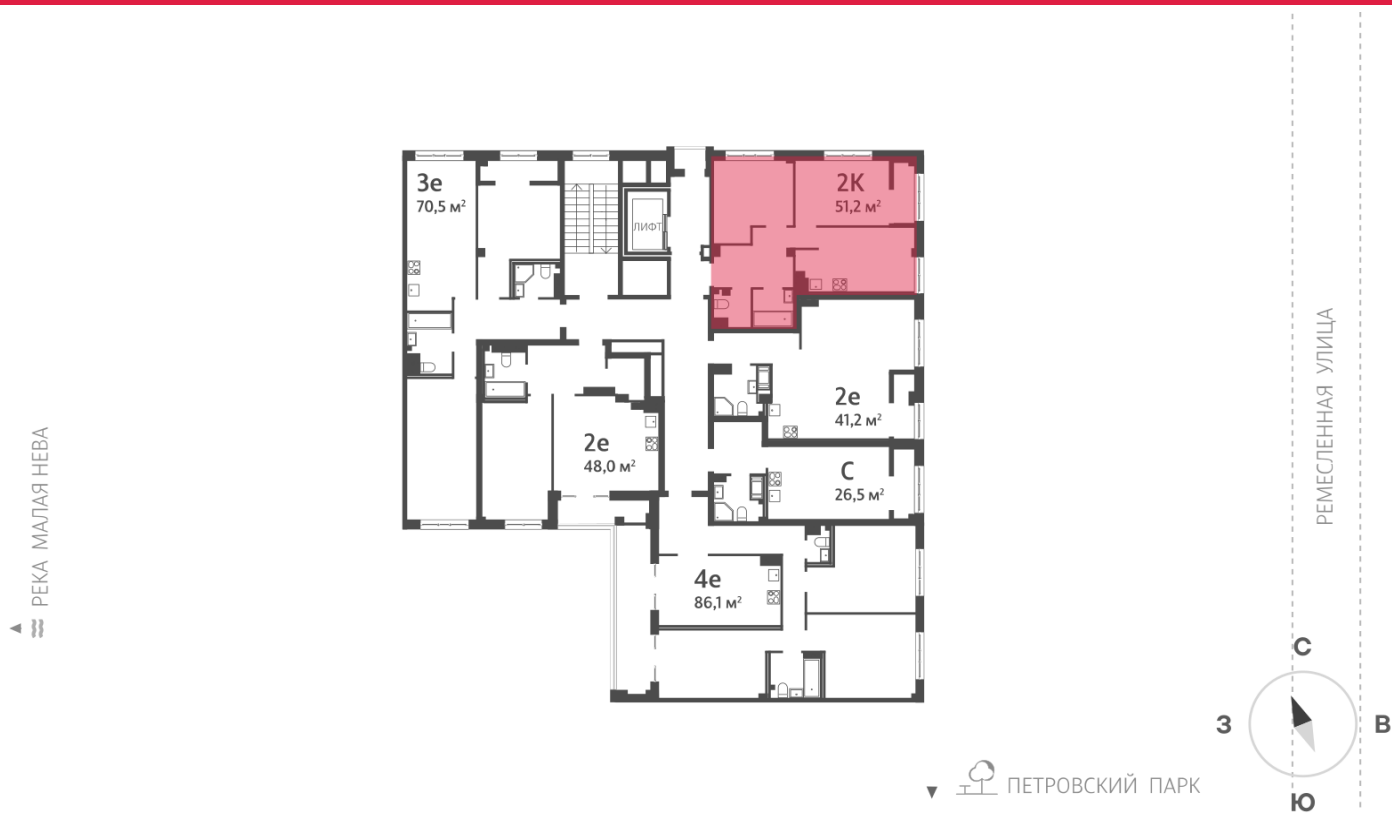 3е
70,5 м²
ЛИФТ
2К
51,2 м²
2е
41,2 м²
2е
48,0 м²
С
26,5 м²
4е
86,1 м²
РЕКА МАЛАЯ НЕВА
РЕМЕСЛЕННАЯ УЛИЦА
С
З
В
Ю
ПЕТРОВСКИЙ ПАРК